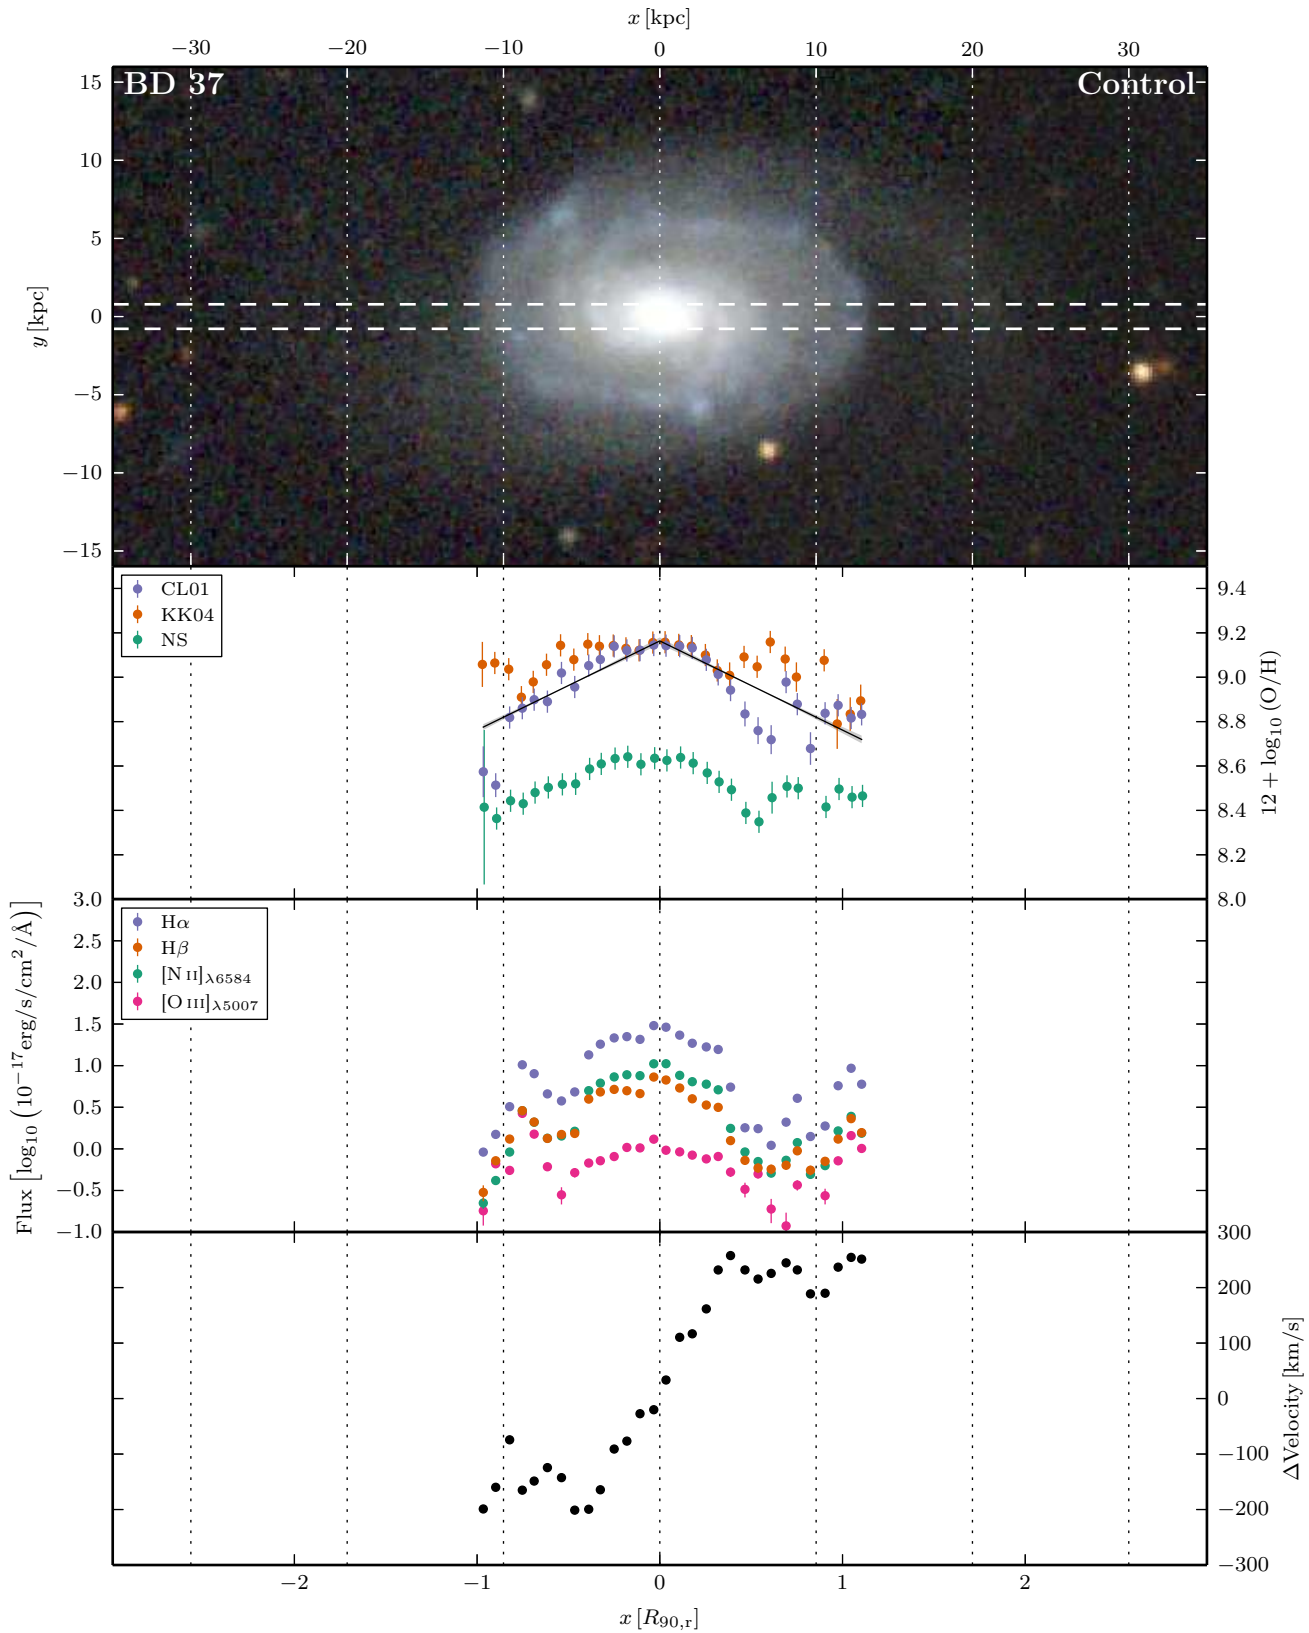 x [kpc]
−30 −20 −10 0 10 20 30
BD 37 Control
15
10
5
0
−5
−10
−15
y [kpc]
CL01
KK04
NS
9.4
9.2
9.0
8.8
8.6
8.4
8.2
8.0
12 + log₁₀ (O/H)
Hα
Hβ
[N II]λ6584
[O III]λ5007
3.0
2.5
2.0
1.5
1.0
0.5
0.0
−0.5
−1.0
Flux [log₁₀ (10⁻¹⁷erg/s/cm²/Å)]
300
200
100
0
−100
−200
−300
ΔVelocity [km/s]
−2 −1 0 1 2
x [R₉₀,ᵣ]